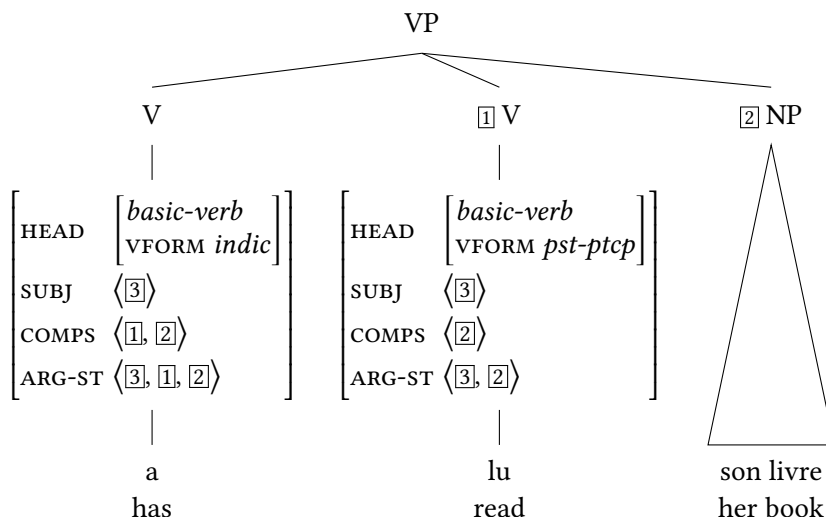 VP
V 1 V 2 NP
HEAD [basic-verb VFORM indic]
SUBJ ⟨3⟩
COMPS ⟨1, 2⟩
ARG-ST ⟨3, 1, 2⟩
HEAD [basic-verb VFORM pst-ptcp]
SUBJ ⟨3⟩
COMPS ⟨2⟩
ARG-ST ⟨3, 2⟩
a lu son livre
has read her book